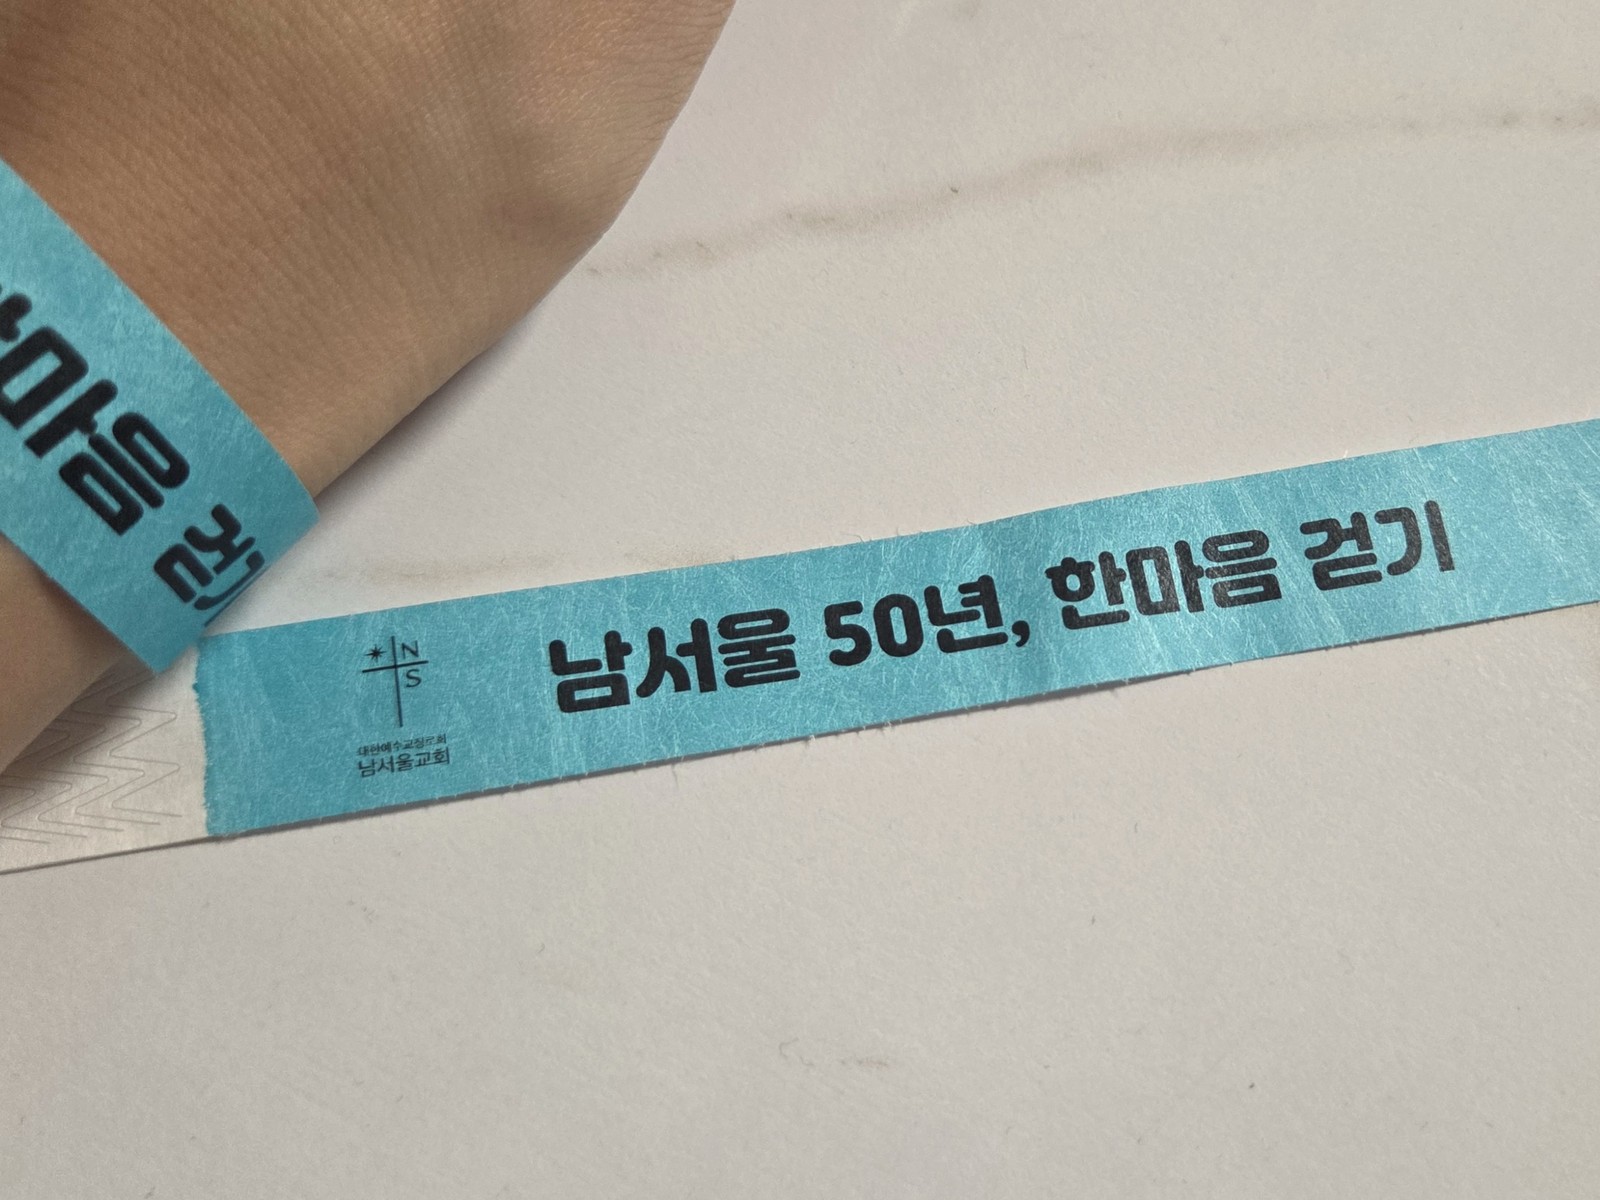 마음 걷기
N
S
대한예수교장로회
남서울교회
남서울 50년, 한마음 걷기